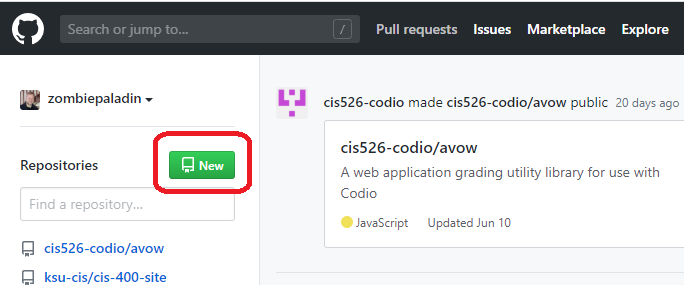 Search or jump to... /
Pull requests Issues Marketplace Explore
zombiepaladin
Repositories
New
Find a repository...
cis526-codio/avow
ksu-cis/cis-400-site
cis526-codio made cis526-codio/avow public 20 days ago
cis526-codio/avow
A web application grading utility library for use with
Codio
JavaScript Updated Jun 10